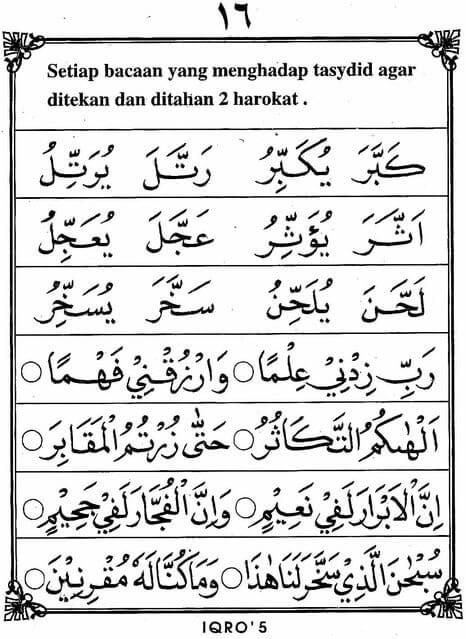 ١٦
Setiap bacaan yang menghadap tasydid agar
ditekan dan ditahan 2 harokat .
كَبَّرَ يُكَبِّرُ رَتَّلَ يُرَتِّلُ
اَثَّرَ يُؤَثِّرُ عَجَّلَ يُعَجِّلُ
لَحَّنَ يُلَحِّنُ سَخَّرَ يُسَخِّرُ
رَبِّ زِدْنِيْ عِلْمًا ○ وَارْزُقْنِيْ فَهْمًا ○
اَلْهٰىكُمُ التَّكَاثُرُ ○ حَتّٰى زُرْتُمُ الْمَقَابِرَ ○
اِنَّ الْاَبْرَارَ لَفِيْ نَعِيْمٍ ○ وَاِنَّ الْفُجَّارَ لَفِيْ جَحِيْمٍ ○
سُبْحٰنَ الَّذِيْ سَخَّرَ لَنَا هٰذَا ○ وَمَا كُنَّا لَهٗ مُقْرِنِيْنَ ○
IQRO'5